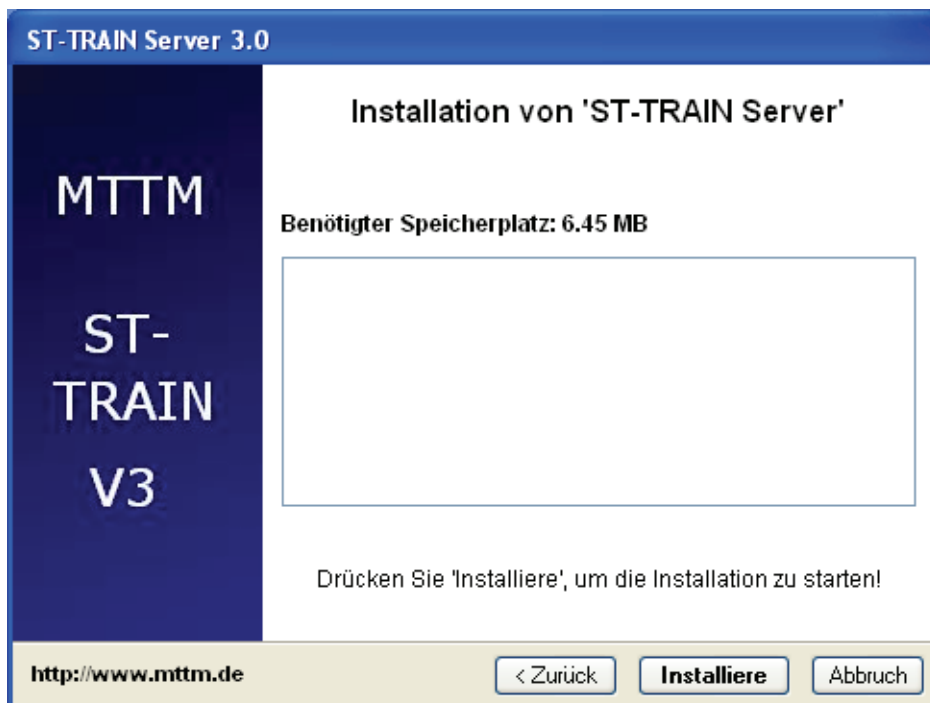 ST-TRAIN Server 3.0
MTTM
ST-
TRAIN
V3
Installation von 'ST-TRAIN Server'
Benötigter Speicherplatz: 6.45 MB
Drücken Sie 'Installiere', um die Installation zu starten!
http://www.mttm.de
< Zurück
Installiere
Abbruch